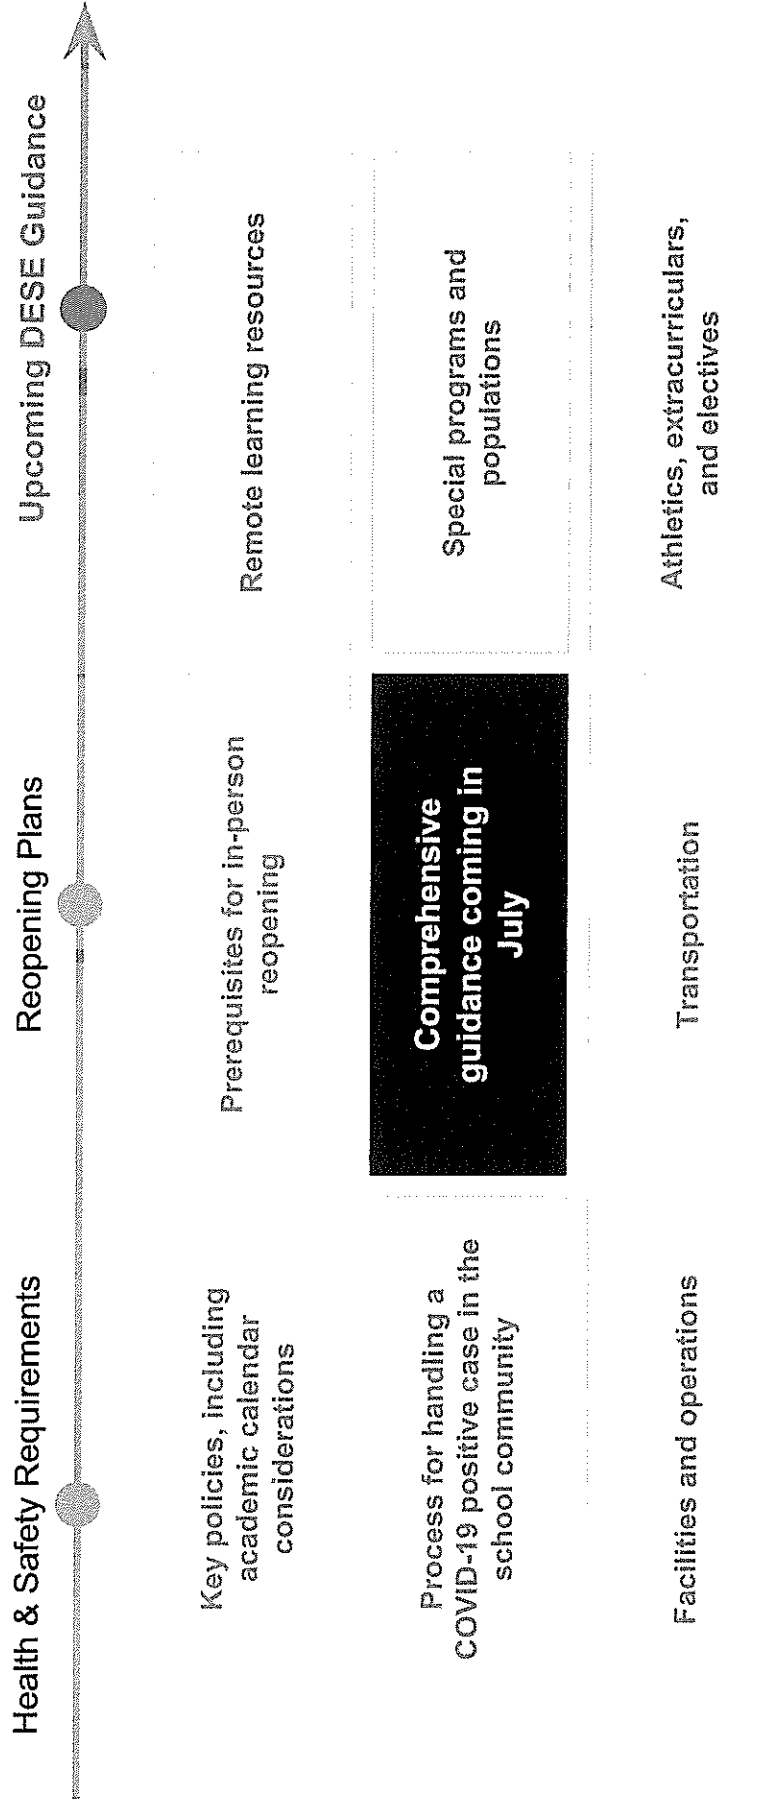 Health & Safety Requirements
Reopening Plans
Upcoming DESE Guidance
Key policies, including
academic calendar
considerations
Prerequisites for in-person
reopening
Remote learning resources
Process for handling a
COVID-19 positive case in the
school community
Comprehensive
guidance coming in
July
Special programs and
populations
Facilities and operations
Transportation
Athletics, extracurriculars,
and electives